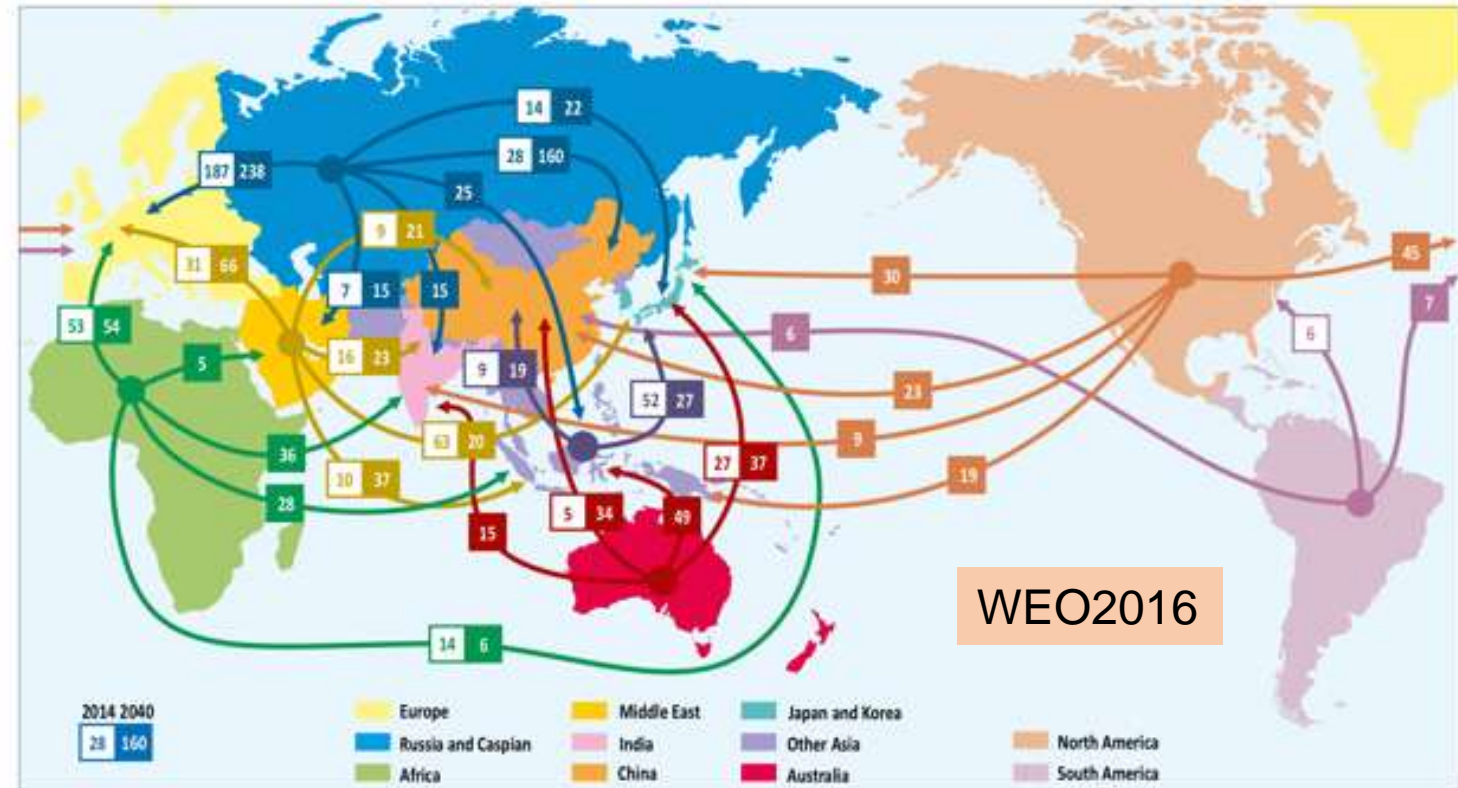 14 22
28 160
187 238
25
9 21
31 66
45
30
7 15
15
7
53 54
6
6
5
16 23
9 19
23
52 27
63 20
9
36
27 37
19
10 37
28
5 34
49
15
WEO2016
14 6
2014 2040
28 160
Europe
Russia and Caspian
Africa
Middle East
India
China
Japan and Korea
Other Asia
Australia
North America
South America